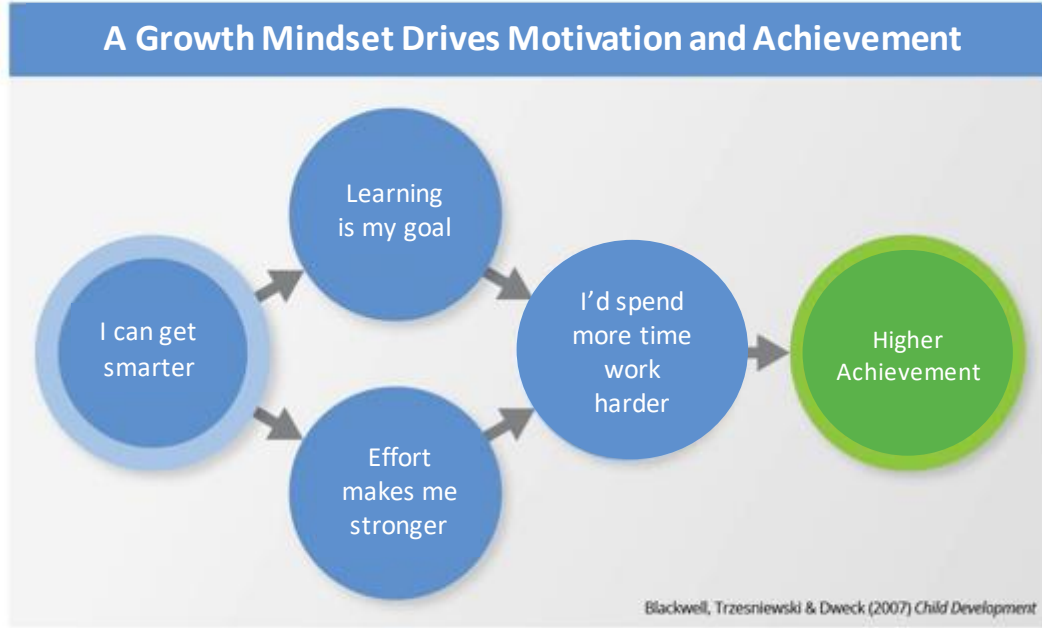 A Growth Mindset Drives Motivation and Achievement
I can get
smarter
Learning
is my goal
Effort
makes me
stronger
I’d spend
more time
work
harder
Higher
Achievement
Blackwell, Trzesniewski & Dweck (2007) Child Development